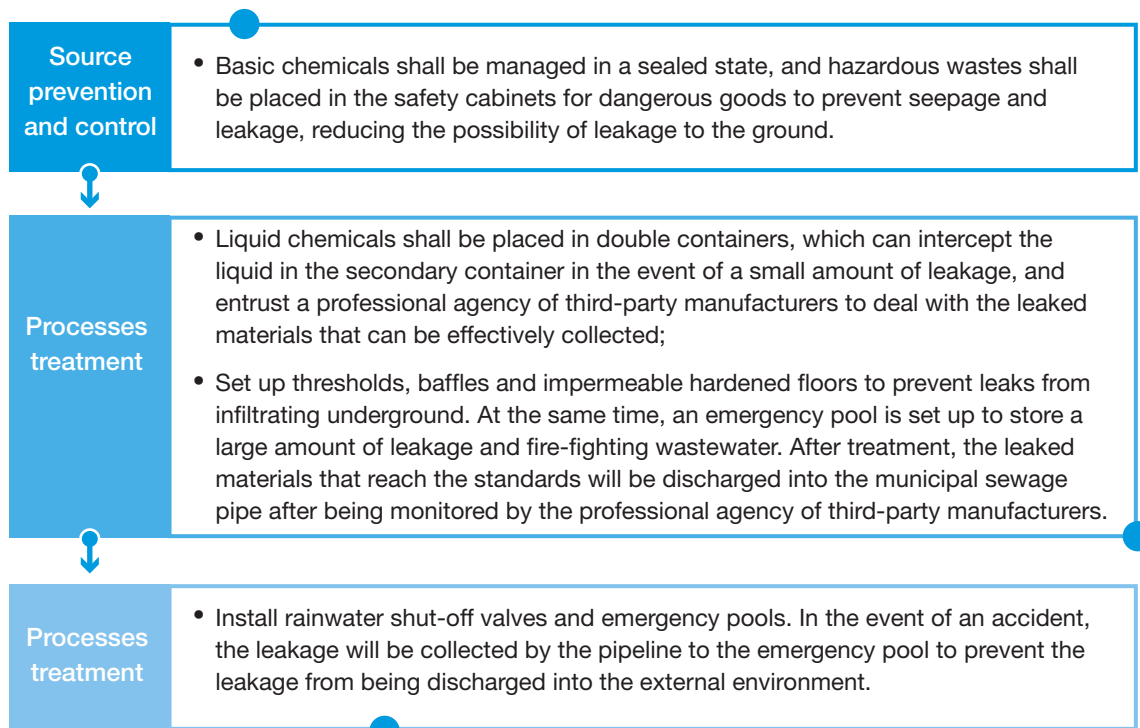 Source
prevention
and control
• Basic chemicals shall be managed in a sealed state, and hazardous wastes shall
be placed in the safety cabinets for dangerous goods to prevent seepage and
leakage, reducing the possibility of leakage to the ground.
Processes
treatment
• Liquid chemicals shall be placed in double containers, which can intercept the
liquid in the secondary container in the event of a small amount of leakage, and
entrust a professional agency of third-party manufacturers to deal with the leaked
materials that can be effectively collected;
• Set up thresholds, baffles and impermeable hardened floors to prevent leaks from
infiltrating underground. At the same time, an emergency pool is set up to store a
large amount of leakage and fire-fighting wastewater. After treatment, the leaked
materials that reach the standards will be discharged into the municipal sewage
pipe after being monitored by the professional agency of third-party manufacturers.
Processes
treatment
• Install rainwater shut-off valves and emergency pools. In the event of an accident,
the leakage will be collected by the pipeline to the emergency pool to prevent the
leakage from being discharged into the external environment.